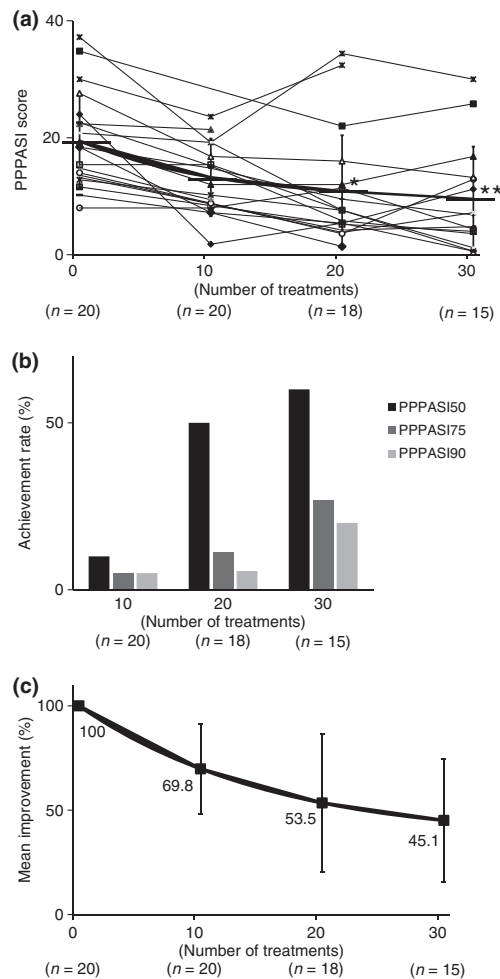 (a)
40
20
0
PPPASI score
*
**
0 10 20 30
(Number of treatments)
(n = 20) (n = 20) (n = 18) (n = 15)
(b)
50
0
Achievement rate (%)
PPPASI50
PPPASI75
PPPASI90
10 20 30
(Number of treatments)
(n = 20) (n = 18) (n = 15)
(c)
100
50
0
Mean improvement (%)
100
69.8
53.5
45.1
0 10 20 30
(Number of treatments)
(n = 20) (n = 20) (n = 18) (n = 15)